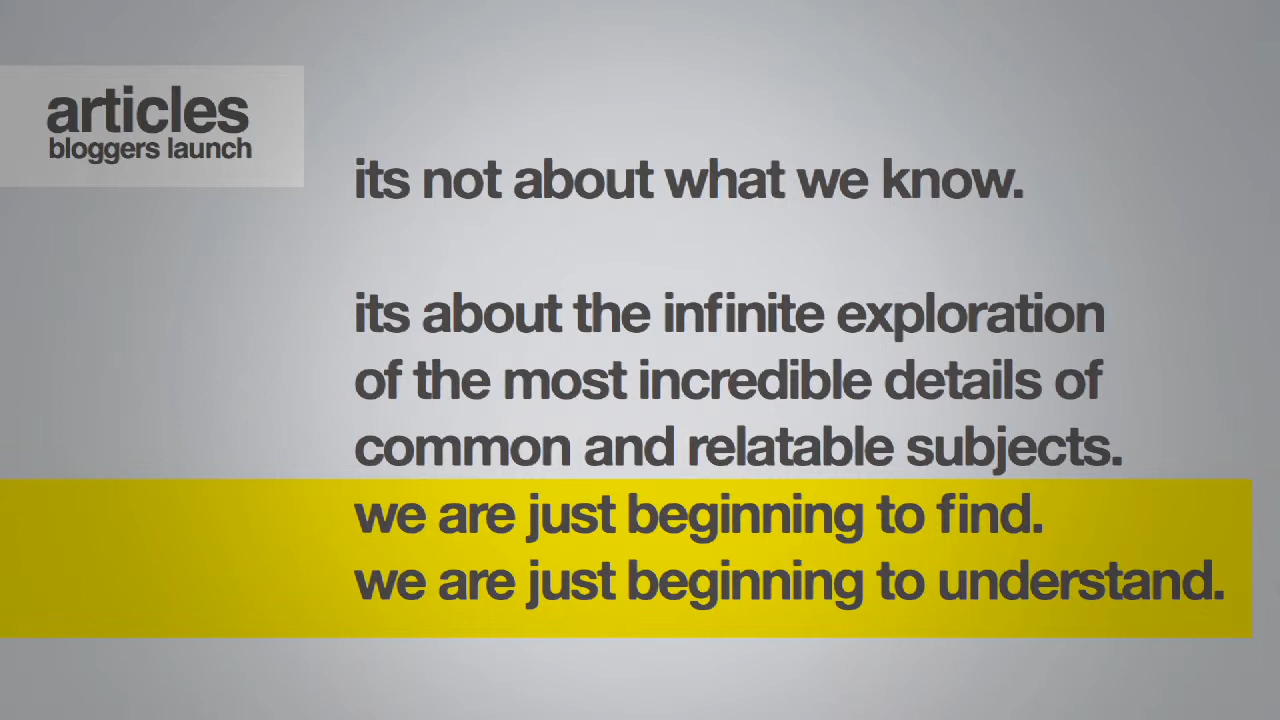 articles
bloggers launch
its not about what we know.
its about the infinite exploration
of the most incredible details of
common and relatable subjects.
we are just beginning to find.
we are just beginning to understand.